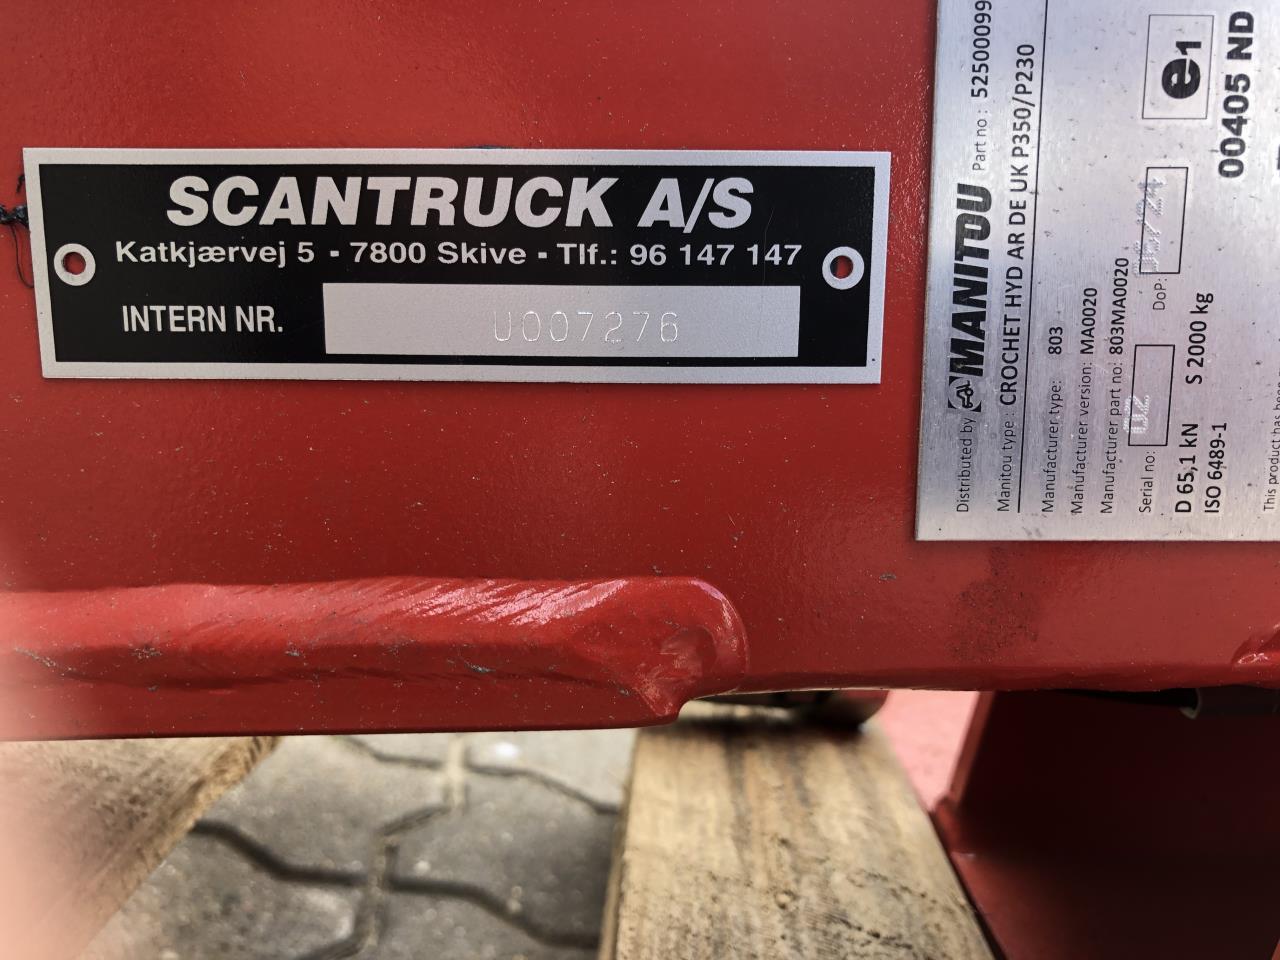 SCANTRUCK A/S
Katkjærvej 5 - 7800 Skive - Tlf.: 96 147 147
INTERN NR. U007276
Distributed by MANITOU Part no : 52500099
Manitou type : CROCHET HYD AR DE UK P350/P230
Manufacturer type: 803
Manufacturer version: MA0020
Manufacturer part no: 803MA0020
Serial no: 02 DoP: /24
D 65,1 kN S 2000 kg
ISO 6489-1
e1
00405 ND
This product has been